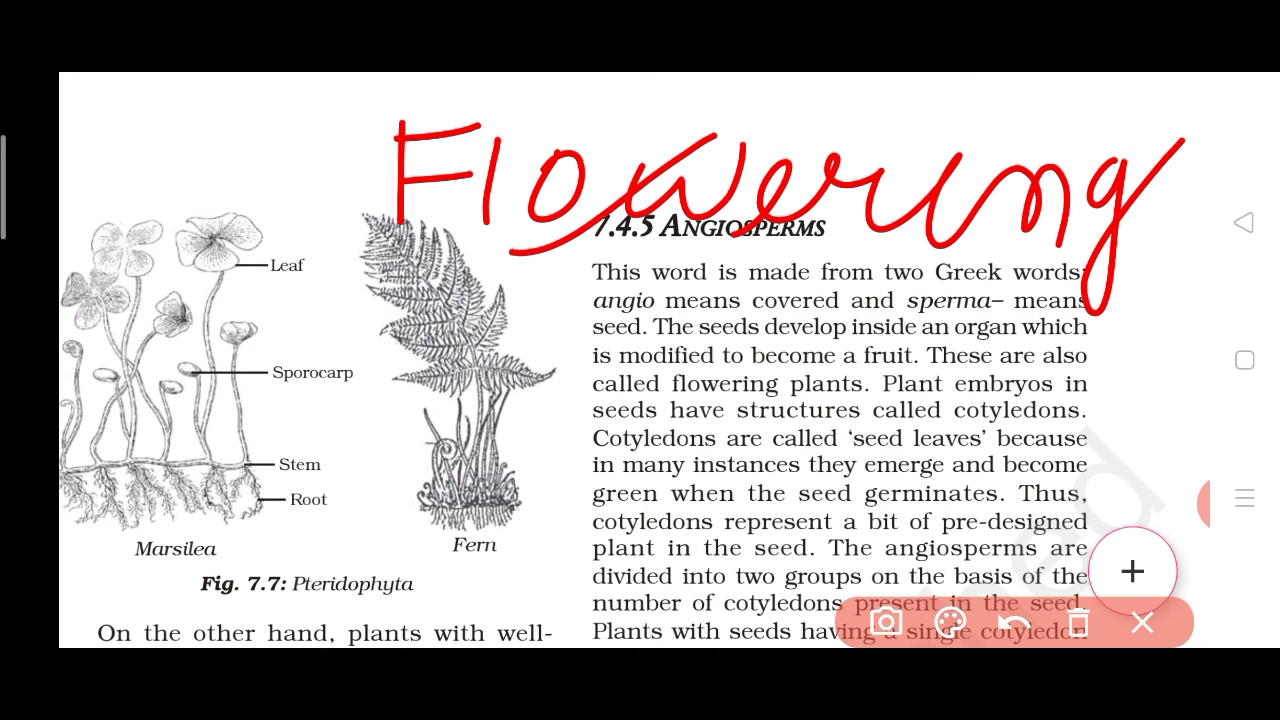 Flowering
7.4.5 ANGIOSPERMS
This word is made from two Greek words:
angio means covered and sperma– means
seed. The seeds develop inside an organ which
is modified to become a fruit. These are also
called flowering plants. Plant embryos in
seeds have structures called cotyledons.
Cotyledons are called ‘seed leaves’ because
in many instances they emerge and become
green when the seed germinates. Thus,
cotyledons represent a bit of pre-designed
plant in the seed. The angiosperms are
divided into two groups on the basis of the
number of cotyledons present in the seed.
Plants with seeds having a single cotyledon
Leaf
Sporocarp
Stem
Root
Marsilea
Fern
Fig. 7.7: Pteridophyta
On the other hand, plants with well-